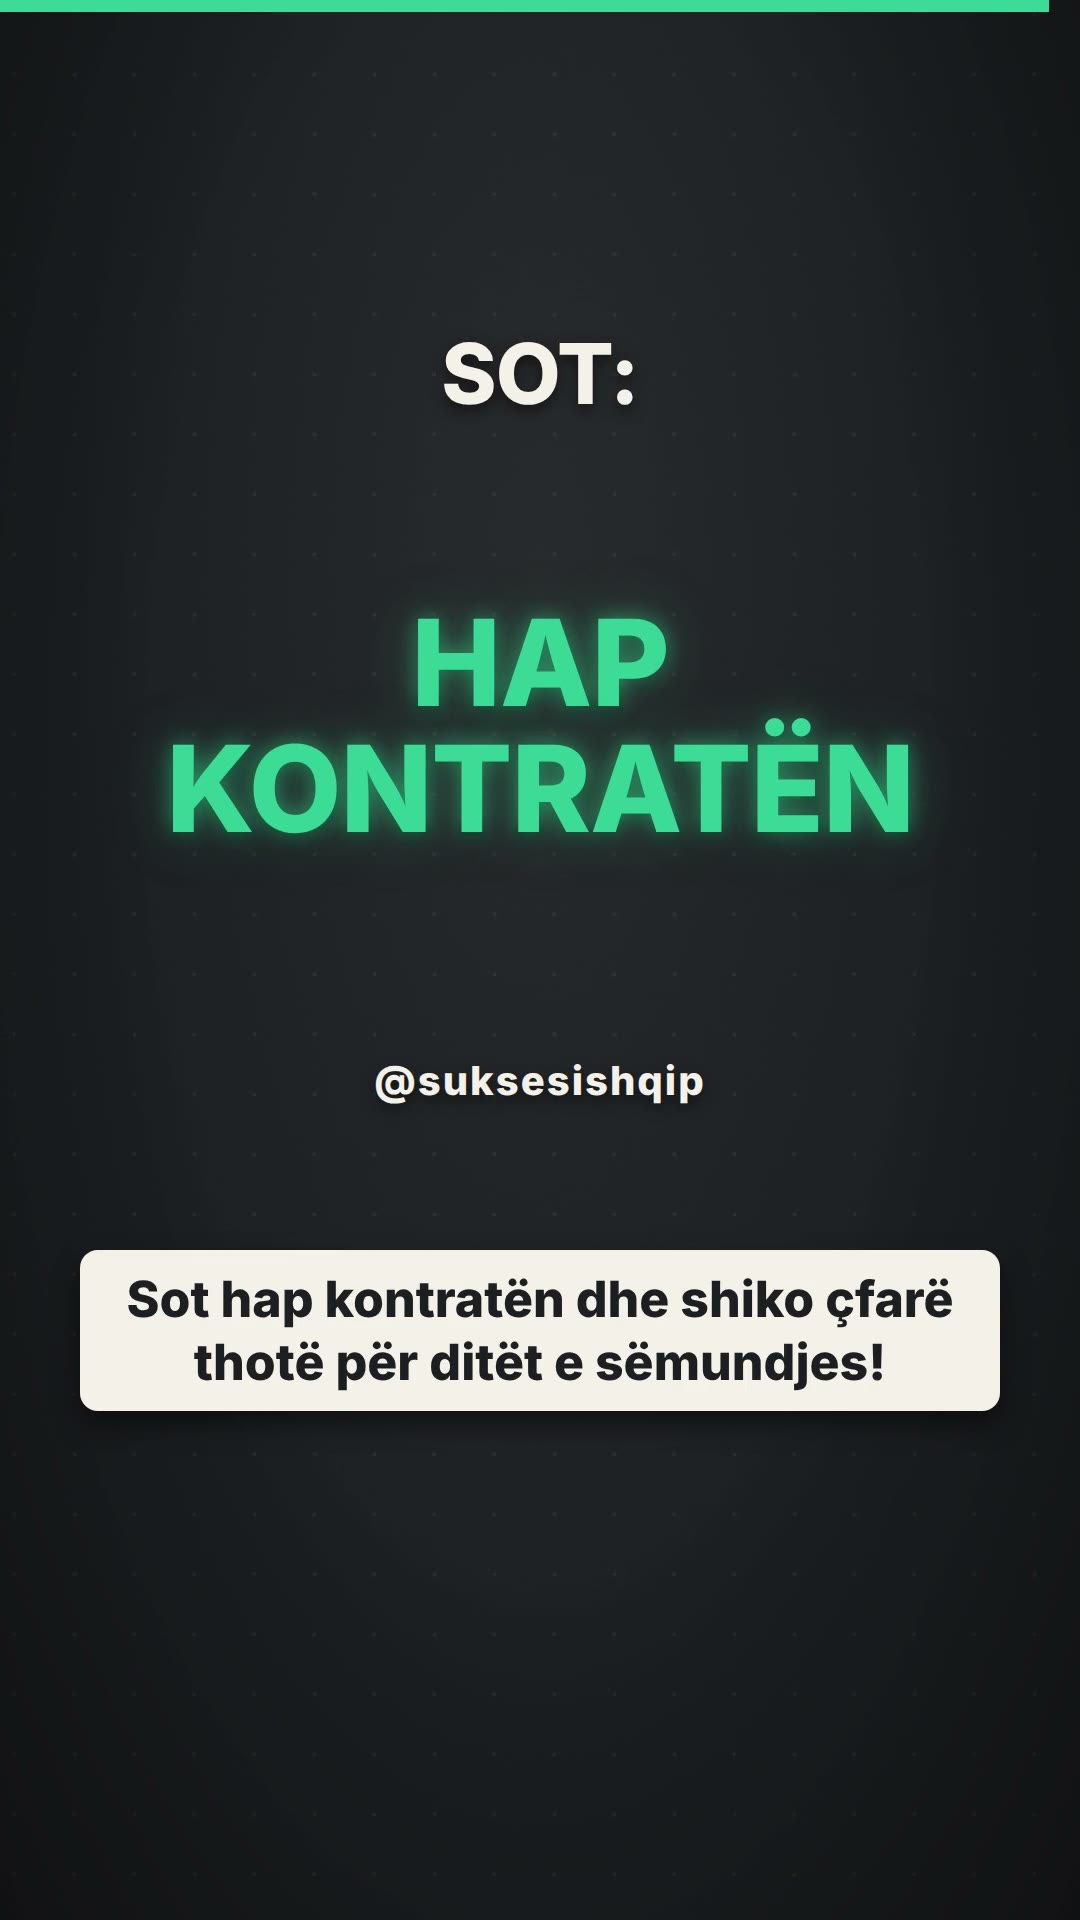 SOT:
HAP
KONTRATËN
@suksesishqip
Sot hap kontratën dhe shiko çfarë
thotë për ditët e sëmundjes!